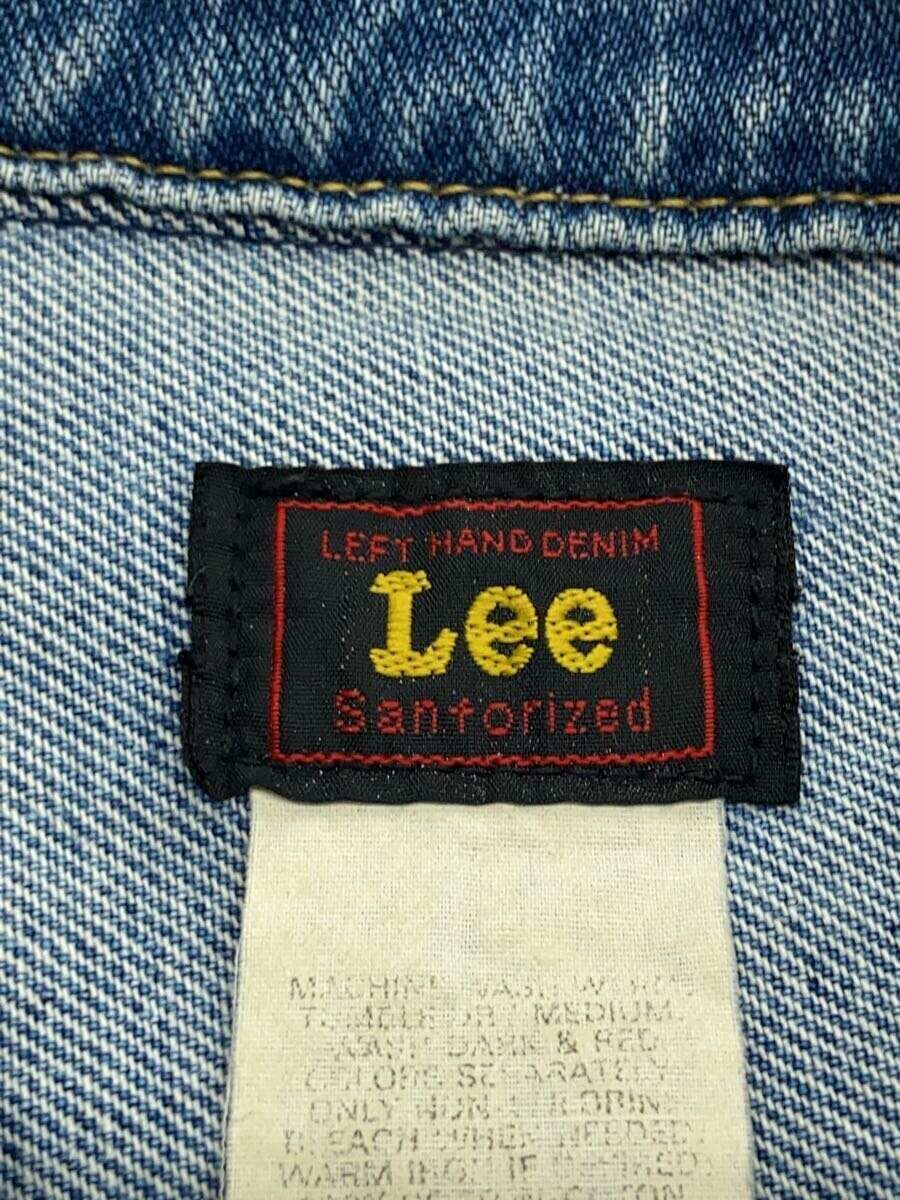 LEFT HAND DENIM
Lee
Sanforized
MACHINE WASH WARM
TUMBLE DRY MEDIUM.
WASH DARK & RED
COLORS SEPARATELY
ONLY NON-CHLORINE
BLEACH WHEN NEEDED.
WARM IRON IF DESIRED.